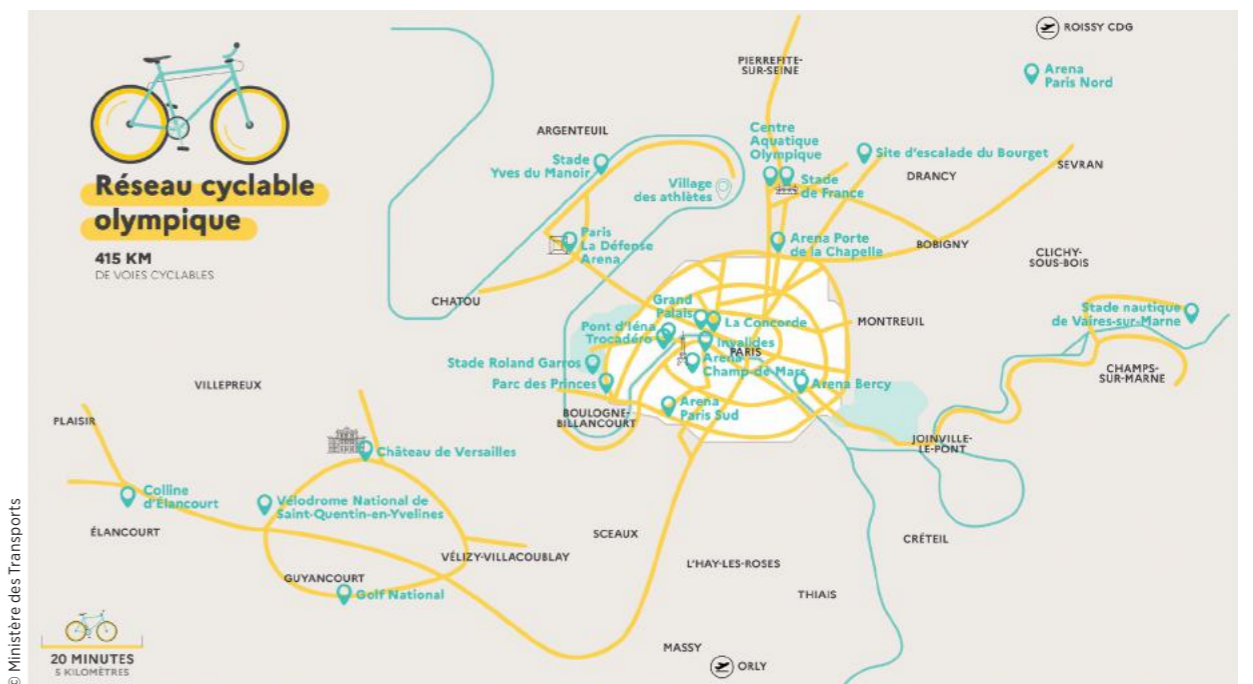 ROISSY CDG
Arena
Paris Nord
PIERREFITE-
SUR-SEINE
Réseau cyclable
olympique
415 KM
DE VOIES CYCLABLES
ARGENTEUIL
Stade
Yves du Manoir
Centre
Aquatique
Olympique
Site d'escalade du Bourget
DRANCY
SEVRAN
Village
des athlètes
Stade
de France
Paris
La Défense
Arena
Arena Porte
de la Chapelle
BOBIGNY
CLICHY-
SOUS-BOIS
CHATOU
Grand
Palais
La Concorde
MONTREUIL
Stade nautique
de Vaires-sur-Marne
Pont d'Iéna
Trocadéro
Invalides
PARIS
Stade Roland Garros
Arena
Champ-de-Mars
CHAMPS-
SUR-MARNE
VILLEPREUX
Parc des Princes
Arena Bercy
PLAISIR
BOULOGNE-
BILLANCOURT
Arena
Paris Sud
JOINVILLE-
LE-PONT
Château de Versailles
Colline
d'Élancourt
Vélodrome National de
Saint-Quentin-en-Yvelines
ÉLANCOURT
SCEAUX
CRÉTEIL
VÉLIZY-VILLACOUBLAY
L'HAY-LES-ROSES
GUYANCOURT
Golf National
THIAIS
20 MINUTES
5 KILOMÈTRES
MASSY
ORLY
© Ministère des Transports